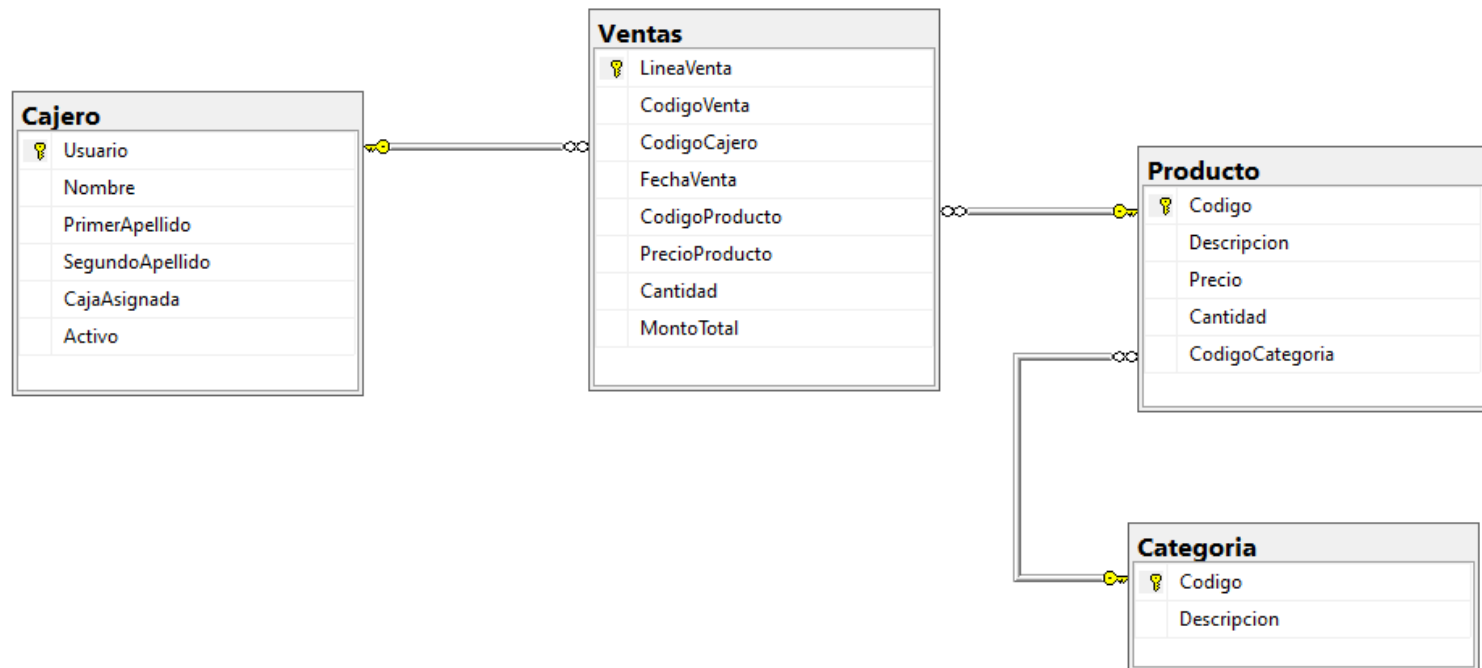 Cajero
Usuario
Nombre
PrimerApellido
SegundoApellido
CajaAsignada
Activo
Ventas
LineaVenta
CodigoVenta
CodigoCajero
FechaVenta
CodigoProducto
PrecioProducto
Cantidad
MontoTotal
Producto
Codigo
Descripcion
Precio
Cantidad
CodigoCategoria
Categoria
Codigo
Descripcion